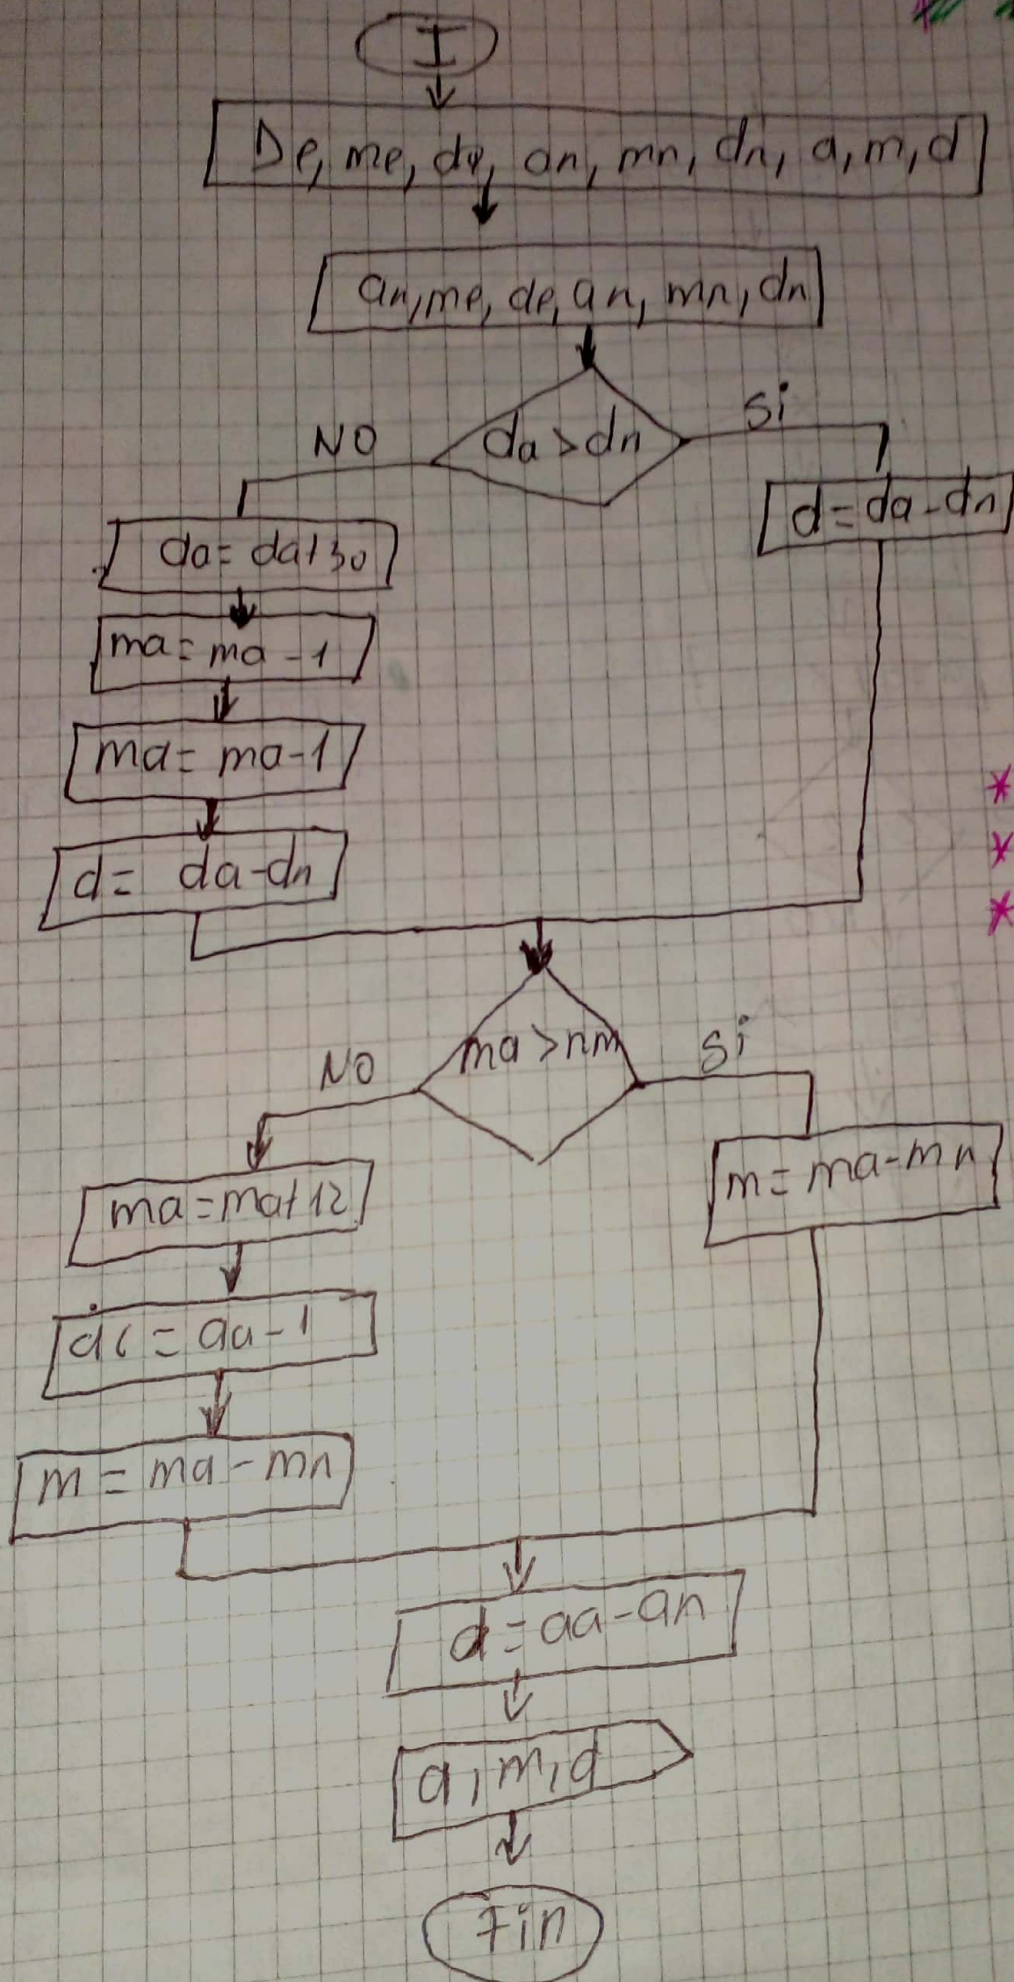 I
De, me, de, an, mn, dn, a, m, d
an, me, de, an, mn, dn
da > dn
NO
Si
d = da - dn
da = da + 30
ma = ma - 1
ma = ma - 1
d = da - dn
ma > nm
NO
Si
m = ma - mn
ma = ma + 12
= aa - 1
m = ma - mn
= aa - an
a, m, d
Fin